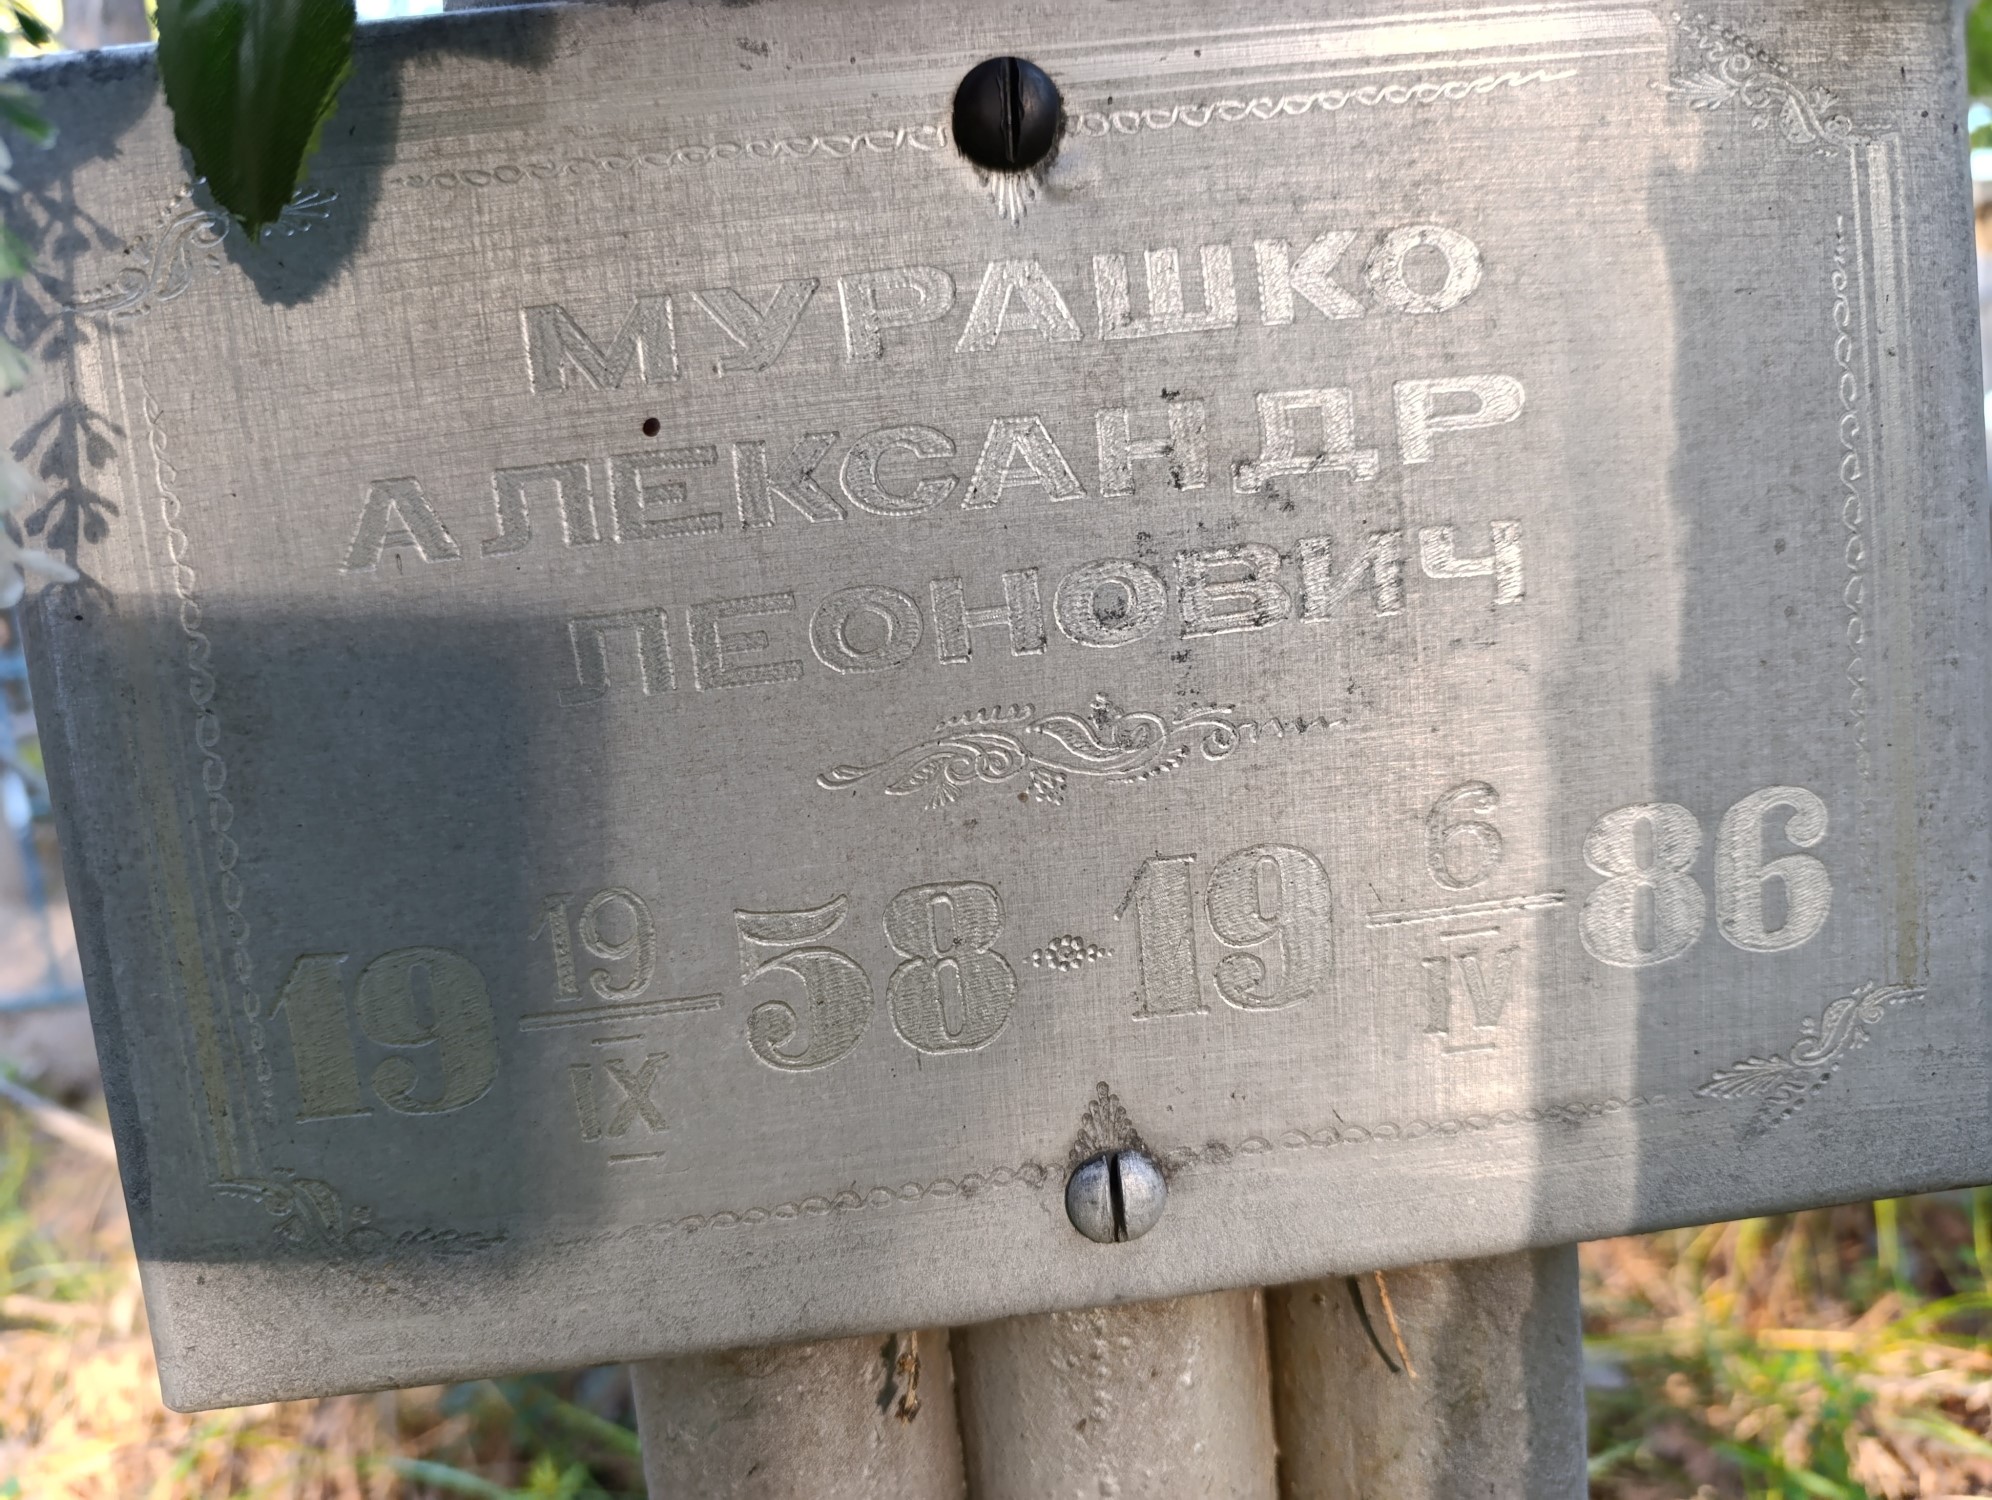 МУРАШКО
АЛЕКСАНДР
ЛЕОНОВИЧ
19 19/IX 58 - 19 6/IV 86